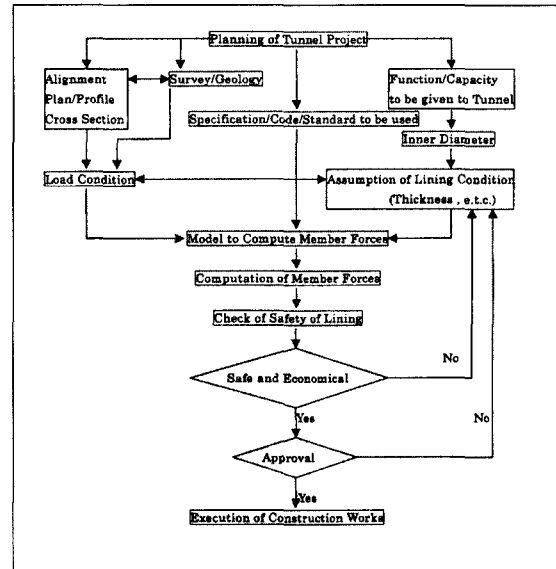 Planning of Tunnel Project
Alignment
Plan/Profile
Cross Section
Survey/Geology
Function/Capacity
to be given to Tunnel
Specification/Code/Standard to be used
Inner Diameter
Load Condition
Assumption of Lining Condition
(Thickness , e.t.c.)
Model to Compute Member Forces
Computation of Member Forces
Check of Safety of Lining
Safe and Economical
No
Yes
No
Approval
Yes
Execution of Construction Works